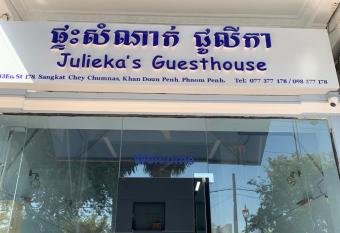 ផ្ទះសំណាក់ ជូលីកា
Julieka's Guesthouse
St 178, Sangkat Chey Chumnas, Khan Doun Penh, Phnom Penh. Tel: 077 377 178 / 098 377 178
Welcome